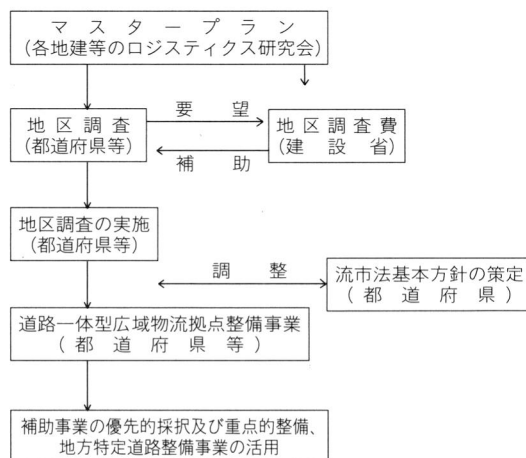 マスタープラン
(各地建等のロジスティクス研究会)
要望
地区調査
(都道府県等)
地区調査費
(建設省)
補助
地区調査の実施
(都道府県等)
調整
流市法基本方針の策定
(都道府県)
道路一体型広域物流拠点整備事業
(都道府県等)
補助事業の優先的採択及び重点的整備、
地方特定道路整備事業の活用